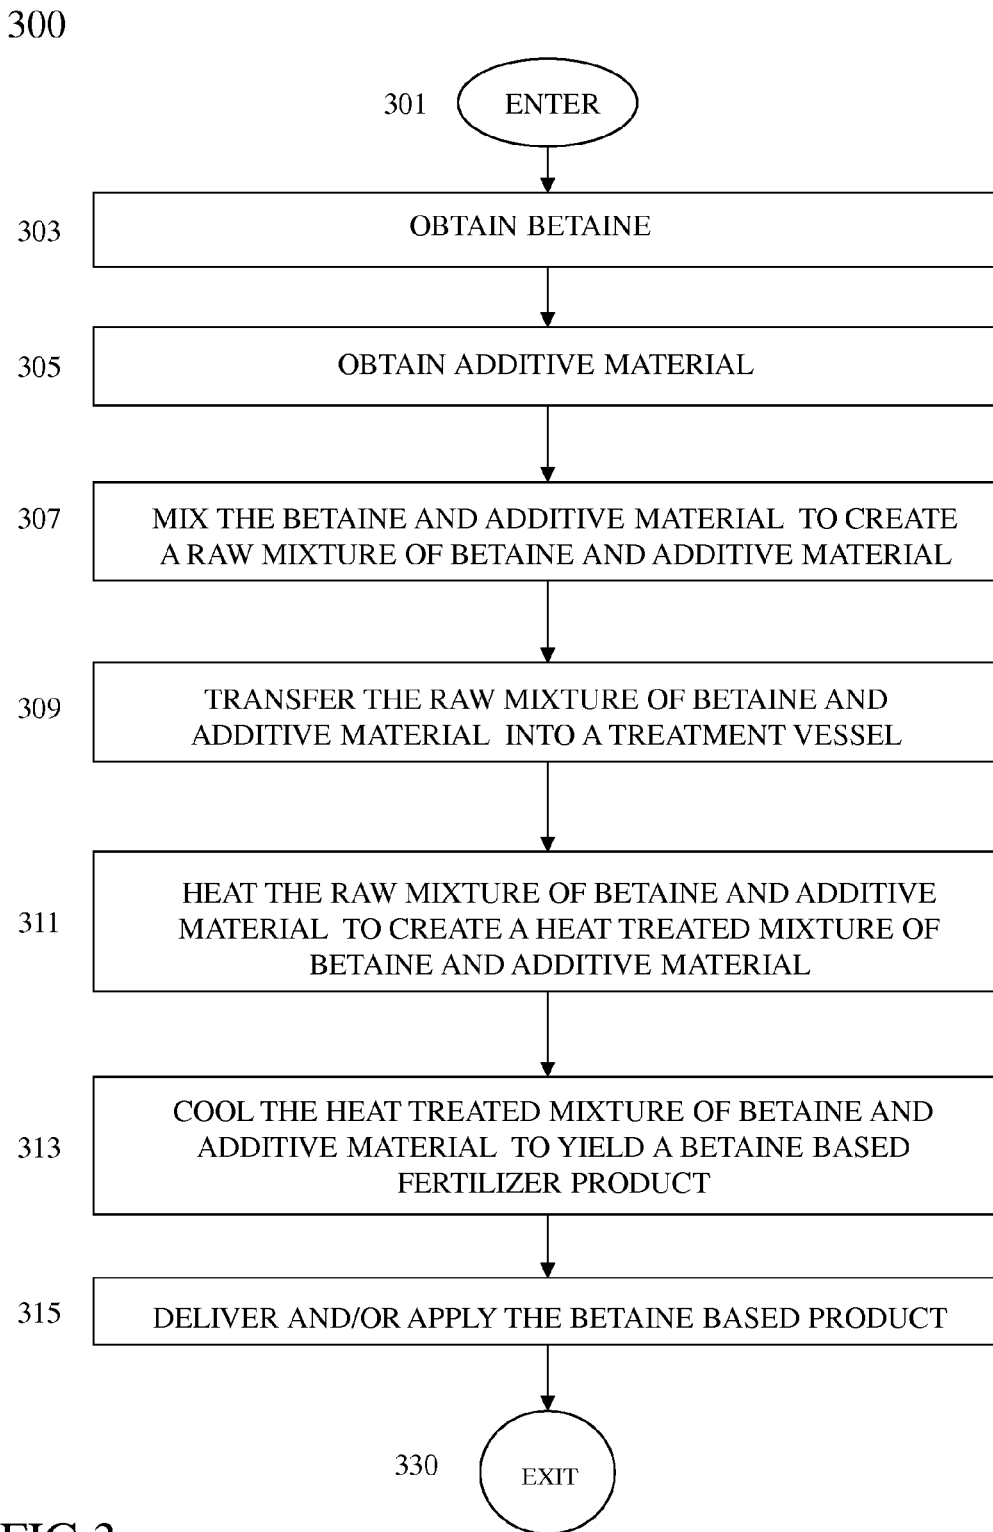 300
301
ENTER
303
OBTAIN BETAINE
305
OBTAIN ADDITIVE MATERIAL
307
MIX THE BETAINE AND ADDITIVE MATERIAL TO CREATE
A RAW MIXTURE OF BETAINE AND ADDITIVE MATERIAL
309
TRANSFER THE RAW MIXTURE OF BETAINE AND
ADDITIVE MATERIAL INTO A TREATMENT VESSEL
311
HEAT THE RAW MIXTURE OF BETAINE AND ADDITIVE
MATERIAL TO CREATE A HEAT TREATED MIXTURE OF
BETAINE AND ADDITIVE MATERIAL
313
COOL THE HEAT TREATED MIXTURE OF BETAINE AND
ADDITIVE MATERIAL TO YIELD A BETAINE BASED
FERTILIZER PRODUCT
315
DELIVER AND/OR APPLY THE BETAINE BASED PRODUCT
330
EXIT
FIG 3